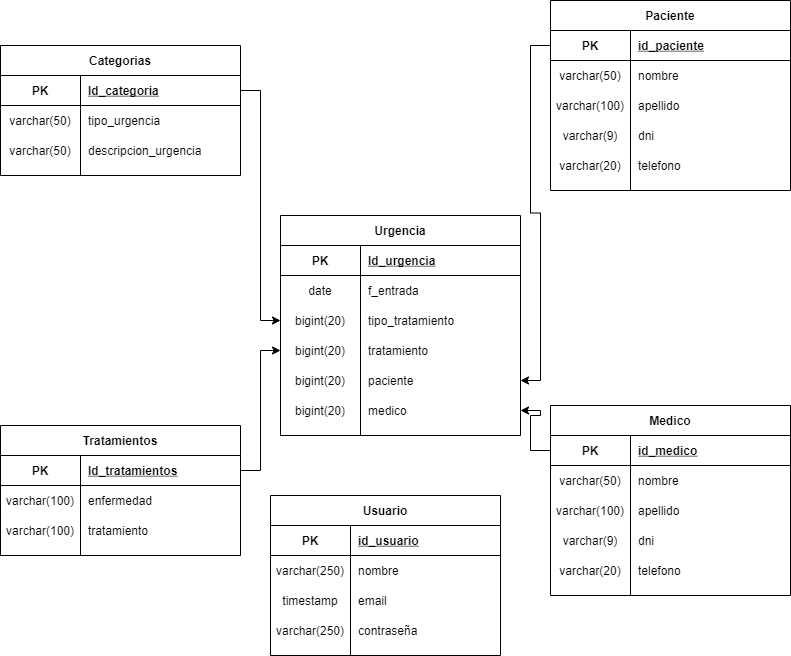 Paciente
PK id_paciente
varchar(50) nombre
varchar(100) apellido
varchar(9) dni
varchar(20) telefono
Categorias
PK Id_categoria
varchar(50) tipo_urgencia
varchar(50) descripcion_urgencia
Urgencia
PK Id_urgencia
date f_entrada
bigint(20) tipo_tratamiento
bigint(20) tratamiento
bigint(20) paciente
bigint(20) medico
Medico
PK id_medico
varchar(50) nombre
varchar(100) apellido
varchar(9) dni
varchar(20) telefono
Tratamientos
PK Id_tratamientos
varchar(100) enfermedad
varchar(100) tratamiento
Usuario
PK id_usuario
varchar(250) nombre
timestamp email
varchar(250) contraseña